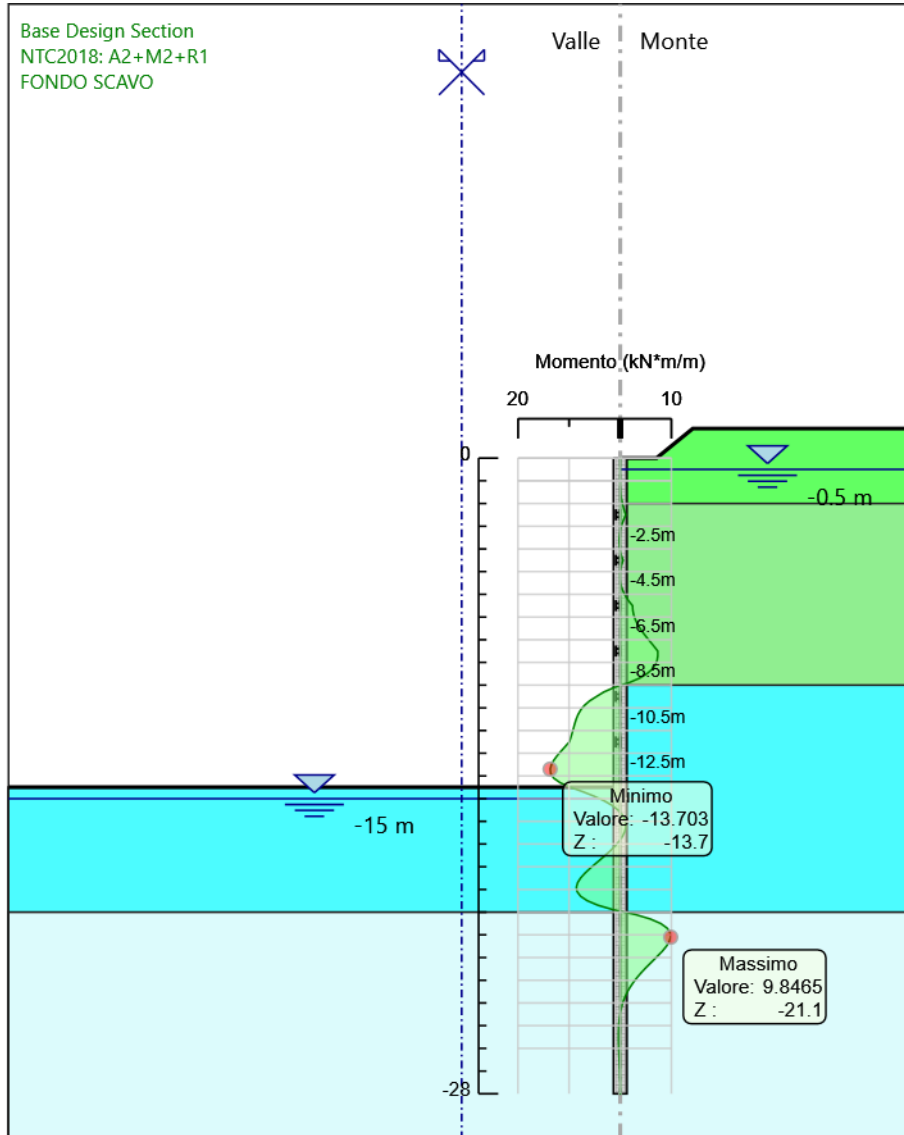 Base Design Section
NTC2018: A2+M2+R1
FONDO SCAVO
Valle
Monte
Momento (kN*m/m)
20
10
0
-0.5 m
-2.5m
-4.5m
-6.5m
-8.5m
-10.5m
-12.5m
Minimo
Valore: -13.703
Z : -13.7
-15 m
Massimo
Valore: 9.8465
Z : -21.1
-28